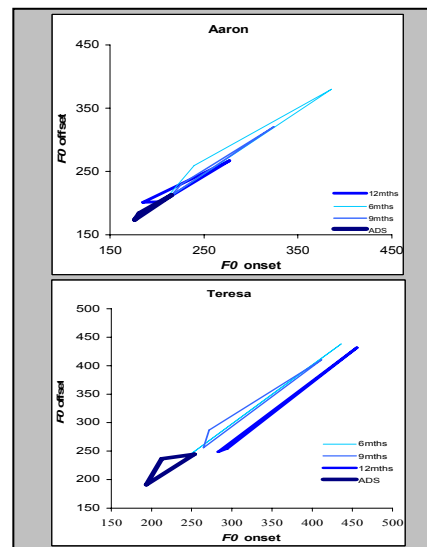 Aaron
450
350
250
150
F0 offset
150 250 350 450
F0 onset
12mths
6mths
9mths
ADS
Teresa
500
450
400
350
300
250
200
150
100
F0 offset
150 200 250 300 350 400 450 500
F0 onset
6mths
9mths
12mths
ADS